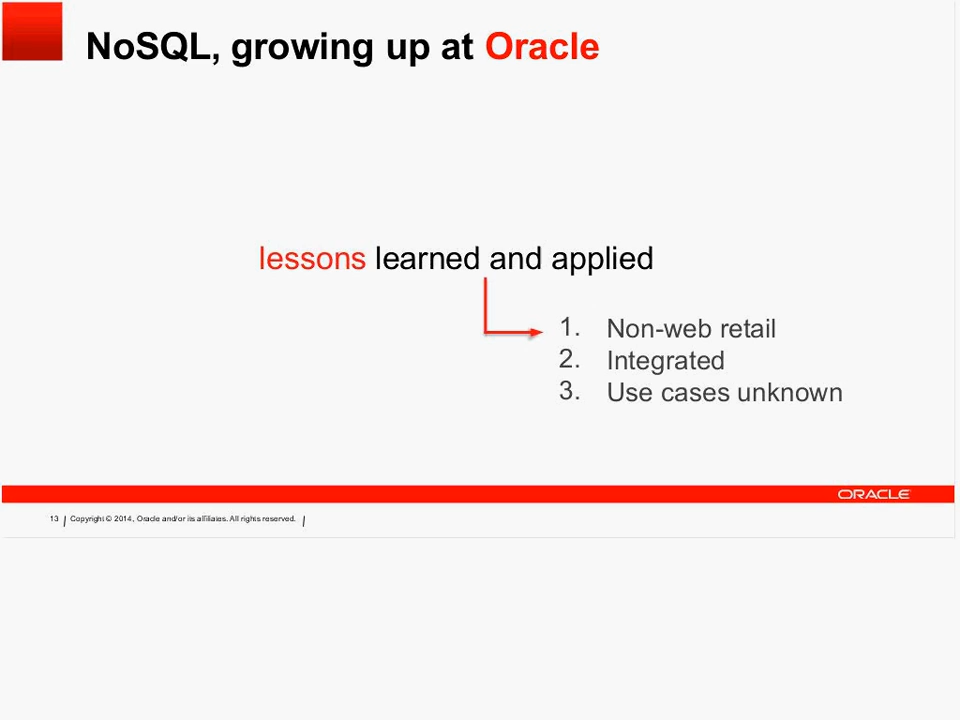 NoSQL, growing up at Oracle
lessons learned and applied
1. Non-web retail
2. Integrated
3. Use cases unknown
ORACLE
13 | Copyright © 2014, Oracle and/or its affiliates. All rights reserved. |